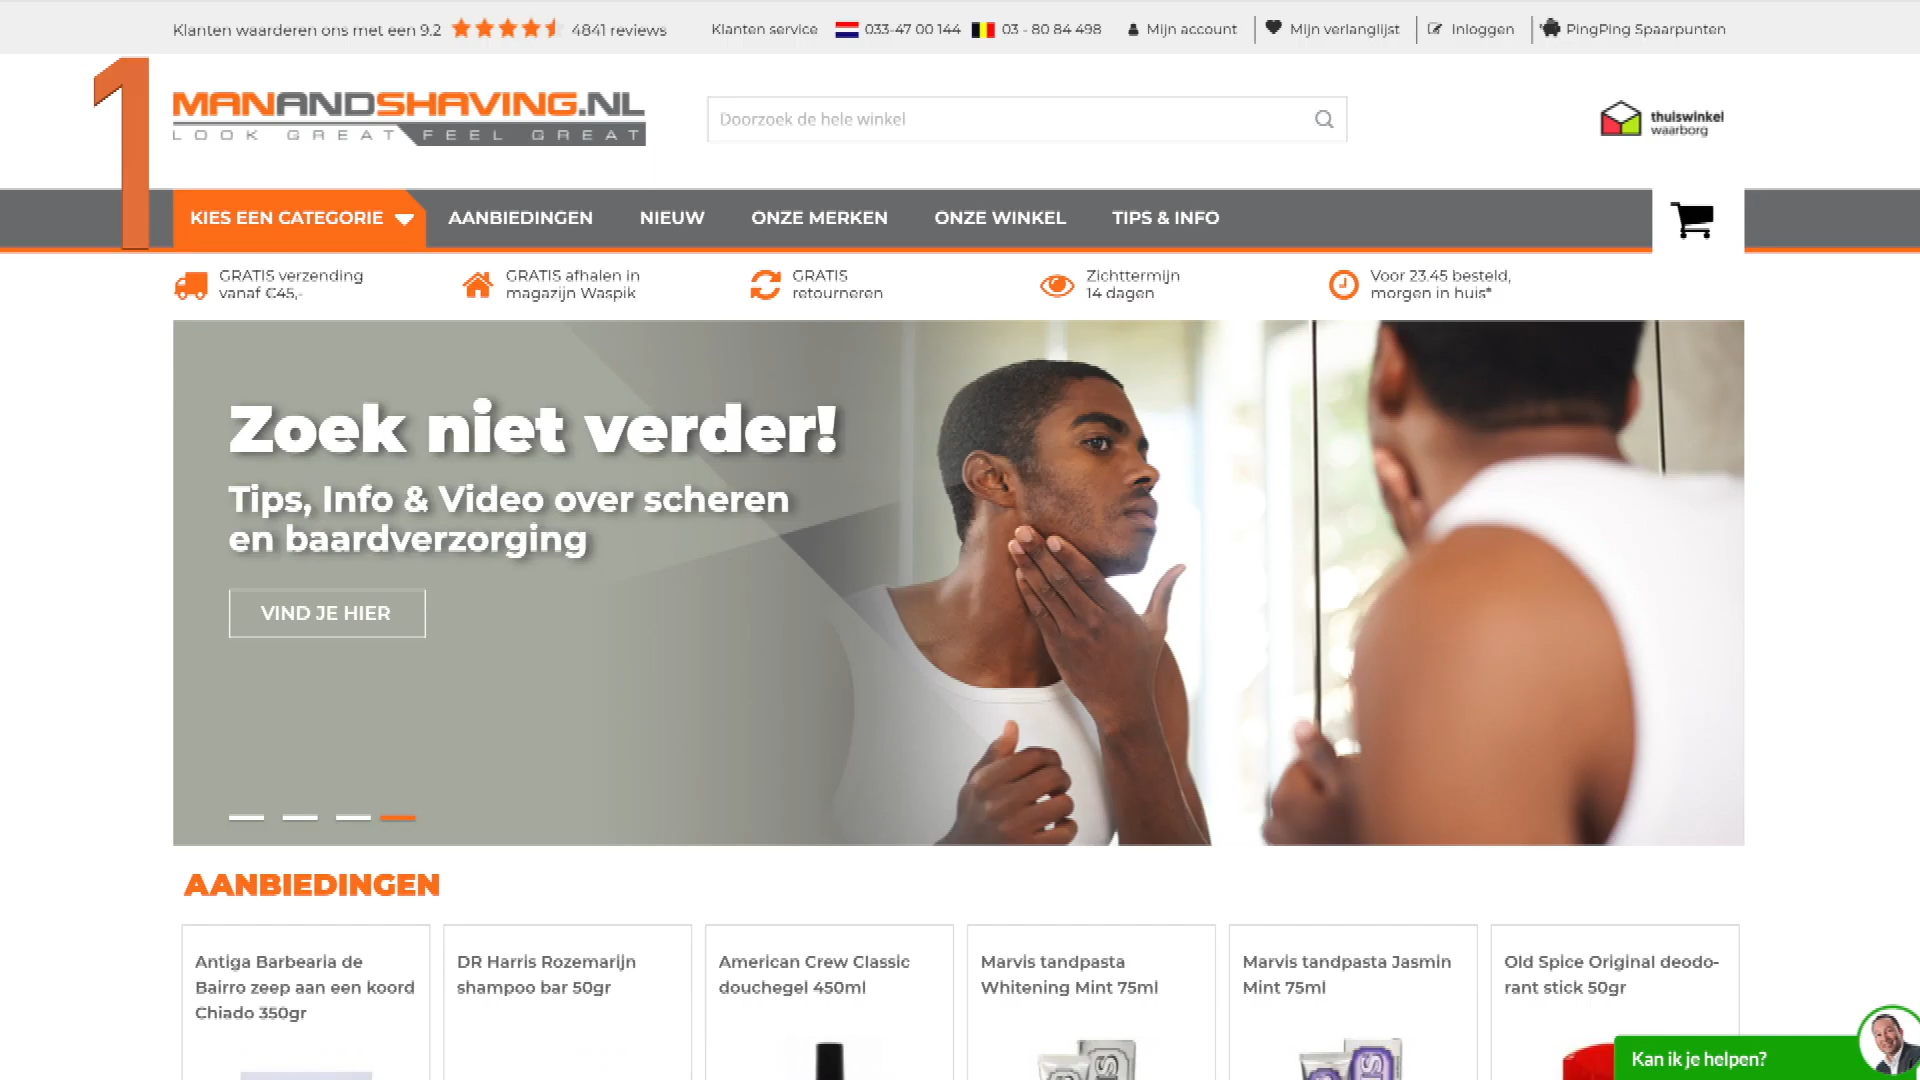 Klanten waarderen ons met een 9.2 4841 reviews Klanten service 033-47 00 144 03 - 80 84 498 Mijn account Mijn verlanglijst Inloggen PingPing Spaarpunten
1
MANANDSHAVING.NL
LOOK GREAT FEEL GREAT
Doorzoek de hele winkel
thuiswinkel
waarborg
KIES EEN CATEGORIE AANBIEDINGEN NIEUW ONZE MERKEN ONZE WINKEL TIPS & INFO
GRATIS verzending
vanaf €45,-
GRATIS afhalen in
magazijn Waspik
GRATIS
retourneren
Zichttermijn
14 dagen
Voor 23.45 besteld,
morgen in huis*
Zoek niet verder!
Tips, Info & Video over scheren
en baardverzorging
VIND JE HIER
AANBIEDINGEN
Antiga Barbearia de
Bairro zeep aan een koord
Chiado 350gr
DR Harris Rozemarijn
shampoo bar 50gr
American Crew Classic
douchegel 450ml
Marvis tandpasta
Whitening Mint 75ml
Marvis tandpasta Jasmin
Mint 75ml
Old Spice Original deodo-
rant stick 50gr
Kan ik je helpen?